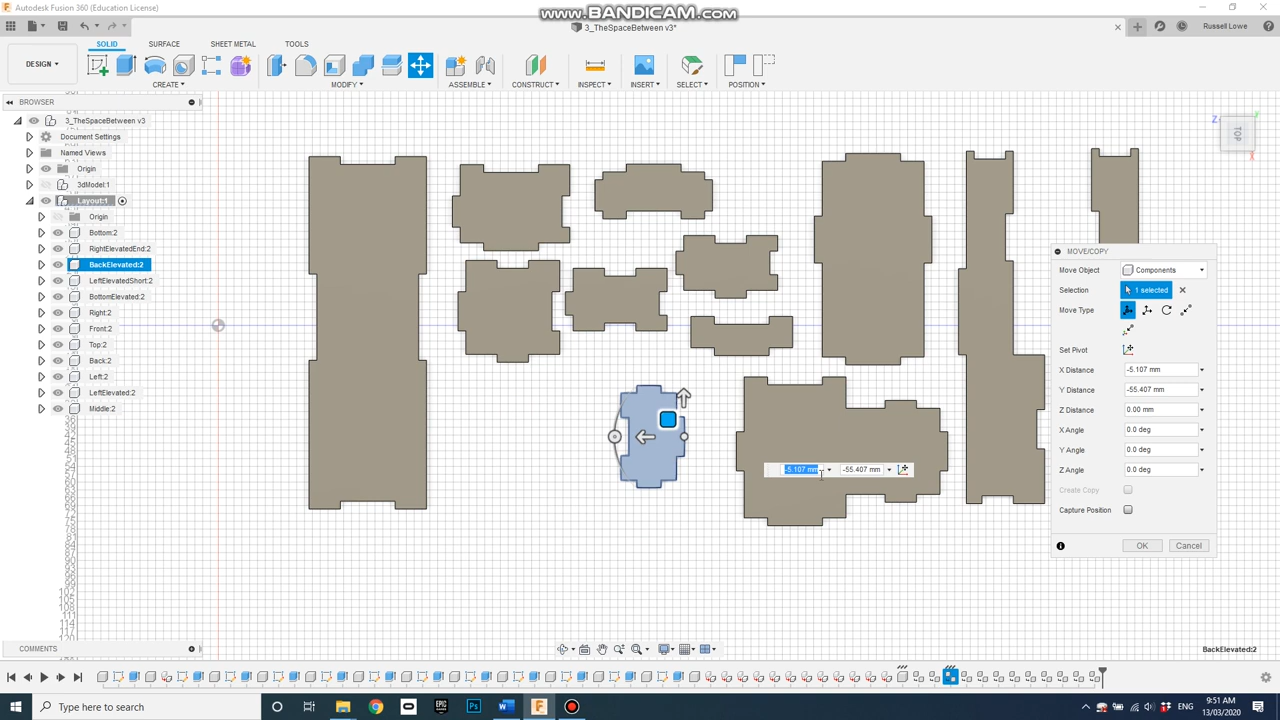 Autodesk Fusion 360 (Education License)
WWW.BANDICAM.COM
3_TheSpaceBetween v3*
Russell Lowe
SOLID SURFACE SHEET METAL TOOLS
DESIGN
CREATE MODIFY ASSEMBLE CONSTRUCT INSPECT INSERT SELECT POSITION
BROWSER
3_TheSpaceBetween v3
Document Settings
Named Views
Origin
3dModel:1
Layout:1
Origin
Bottom:2
RightElevatedEnd:2
BackElevated:2
LeftElevatedShort:2
BottomElevated:2
Right:2
Front:2
Top:2
Back:2
Left:2
LeftElevated:2
Middle:2
TOP
X
MOVE/COPY
Move Object Components
Selection 1 selected
Move Type
Set Pivot
X Distance -5.107 mm
Y Distance -55.407 mm
Z Distance 0.00 mm
X Angle 0.0 deg
Y Angle 0.0 deg
Z Angle 0.0 deg
Create Copy
Capture Position
OK Cancel
-5.107 mm -55.407 mm
COMMENTS
BackElevated:2
Type here to search
ENG
9:51 AM
13/03/2020